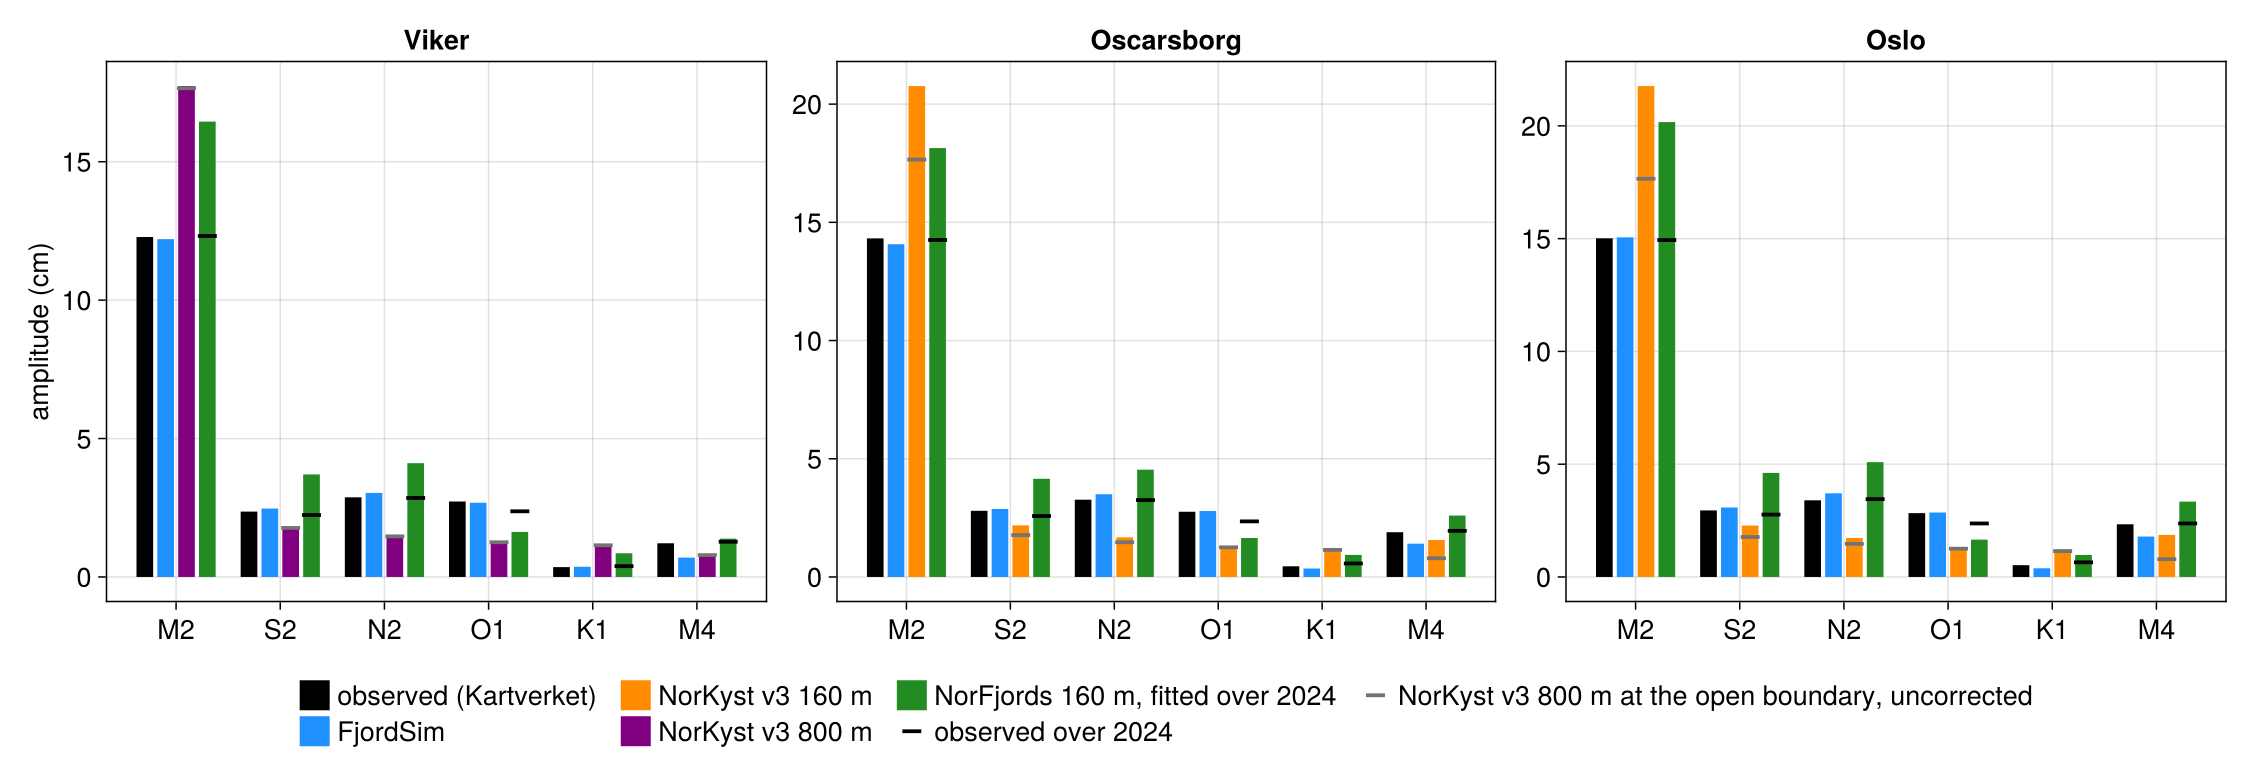 Viker
Oscarsborg
Oslo
amplitude (cm)
15
10
5
0
20
15
10
5
0
20
15
10
5
0
M2 S2 N2 O1 K1 M4
M2 S2 N2 O1 K1 M4
M2 S2 N2 O1 K1 M4
observed (Kartverket)
NorKyst v3 160 m
NorFjords 160 m, fitted over 2024
NorKyst v3 800 m at the open boundary, uncorrected
FjordSim
NorKyst v3 800 m
observed over 2024